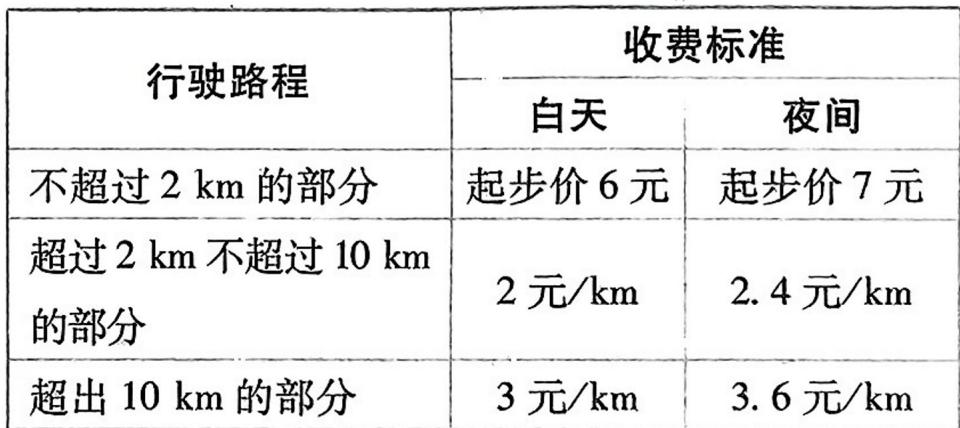 行驶路程
收费标准
白天 夜间
不超过 2 km 的部分 起步价 6 元 起步价 7 元
超过 2 km 不超过 10 km
的部分
2 元/km 2.4 元/km
超出 10 km 的部分 3 元/km 3.6 元/km